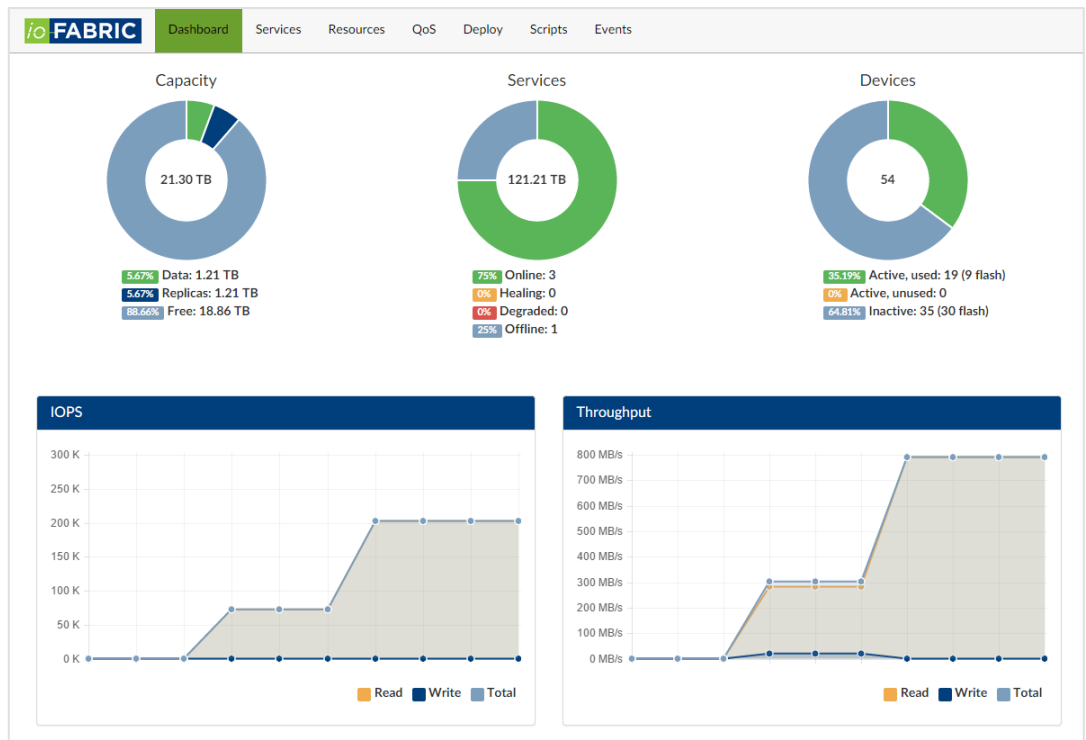 io FABRIC Dashboard Services Resources QoS Deploy Scripts Events
Capacity
21.30 TB
5.67% Data: 1.21 TB
5.67% Replicas: 1.21 TB
88.66% Free: 18.86 TB
Services
121.21 TB
75% Online: 3
0% Healing: 0
0% Degraded: 0
25% Offline: 1
Devices
54
35.19% Active, used: 19 (9 flash)
0% Active, unused: 0
64.81% Inactive: 35 (30 flash)
IOPS
300 K
250 K
200 K
150 K
100 K
50 K
0 K
Read Write Total
Throughput
800 MB/s
700 MB/s
600 MB/s
500 MB/s
400 MB/s
300 MB/s
200 MB/s
100 MB/s
0 MB/s
Read Write Total